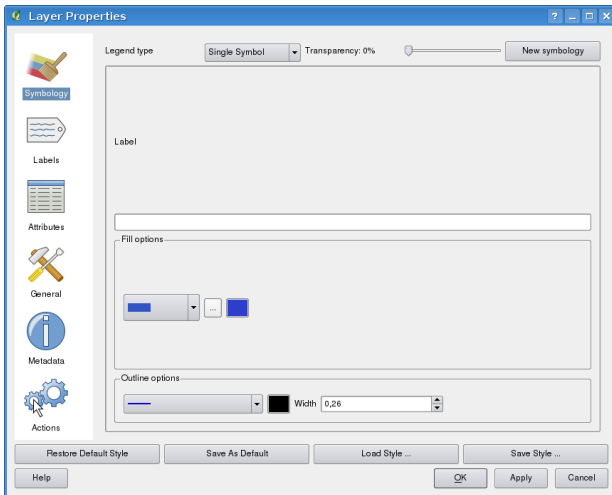 Layer Properties
Legend type
Single Symbol
Transparency: 0%
New symbology
Symbology
Labels
Attributes
General
Metadata
Actions
Label
Fill options
...
Outline options
Width
0,26
Restore Default Style
Save As Default
Load Style ...
Save Style ...
Help
OK
Apply
Cancel